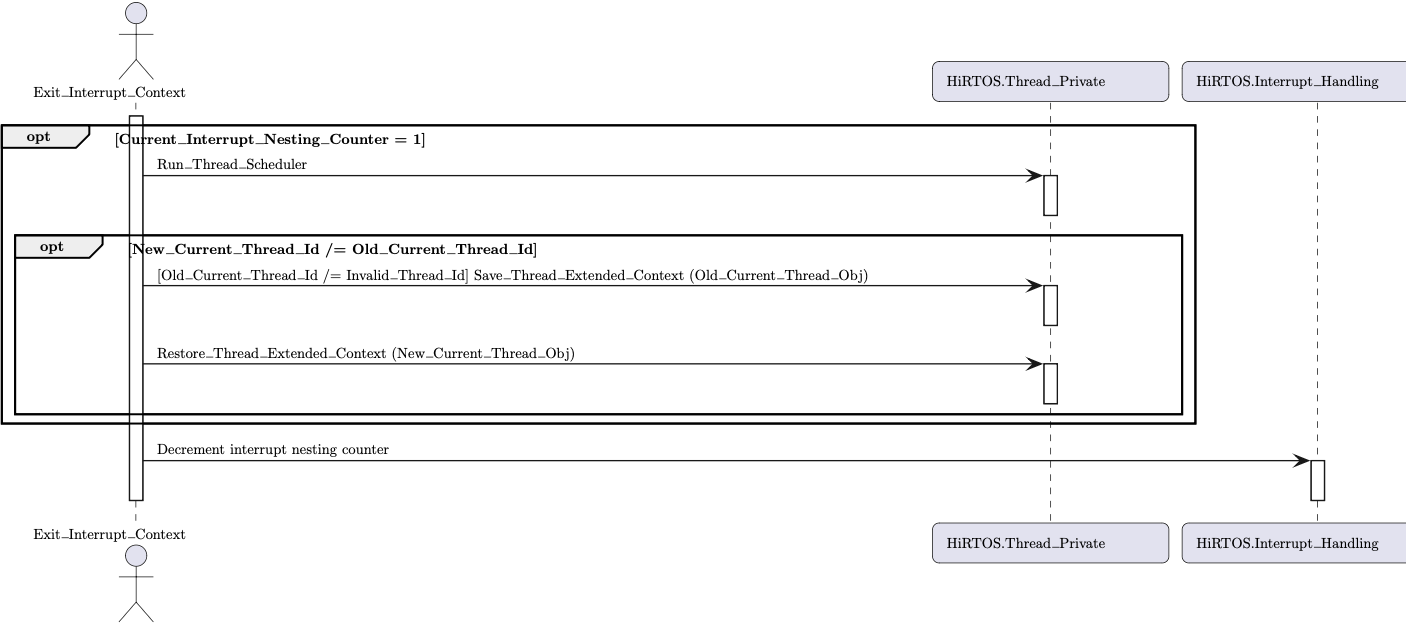 Exit_Interrupt_Context
HiRTOS.Thread_Private
HiRTOS.Interrupt_Handling
opt
[Current_Interrupt_Nesting_Counter = 1]
Run_Thread_Scheduler
opt
[New_Current_Thread_Id /= Old_Current_Thread_Id]
[Old_Current_Thread_Id /= Invalid_Thread_Id] Save_Thread_Extended_Context (Old_Current_Thread_Obj)
Restore_Thread_Extended_Context (New_Current_Thread_Obj)
Decrement interrupt nesting counter
Exit_Interrupt_Context
HiRTOS.Thread_Private
HiRTOS.Interrupt_Handling